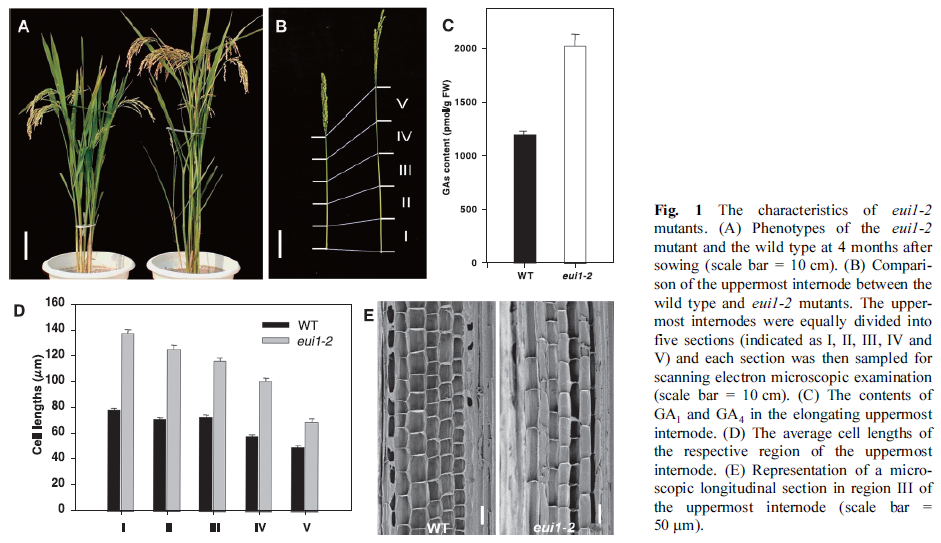 A
B
V
IV
III
II
I
C
GAs content (pmol/g FW)
2000
1500
1000
500
0
WT
eui1-2
D
Cell lengths (μm)
160
140
120
100
80
60
40
20
0
WT
eui1-2
I
II
III
IV
V
E
WT
eui1-2
Fig. 1 The characteristics of eui1-2
mutants. (A) Phenotypes of the eui1-2
mutant and the wild type at 4 months after
sowing (scale bar = 10 cm). (B) Compari-
son of the uppermost internode between the
wild type and eui1-2 mutants. The upper-
most internodes were equally divided into
five sections (indicated as I, II, III, IV and
V) and each section was then sampled for
scanning electron microscopic examination
(scale bar = 10 cm). (C) The contents of
GA1 and GA4 in the elongating uppermost
internode. (D) The average cell lengths of
the respective region of the uppermost
internode. (E) Representation of a micro-
scopic longitudinal section in region III of
the uppermost internode (scale bar =
50 μm).